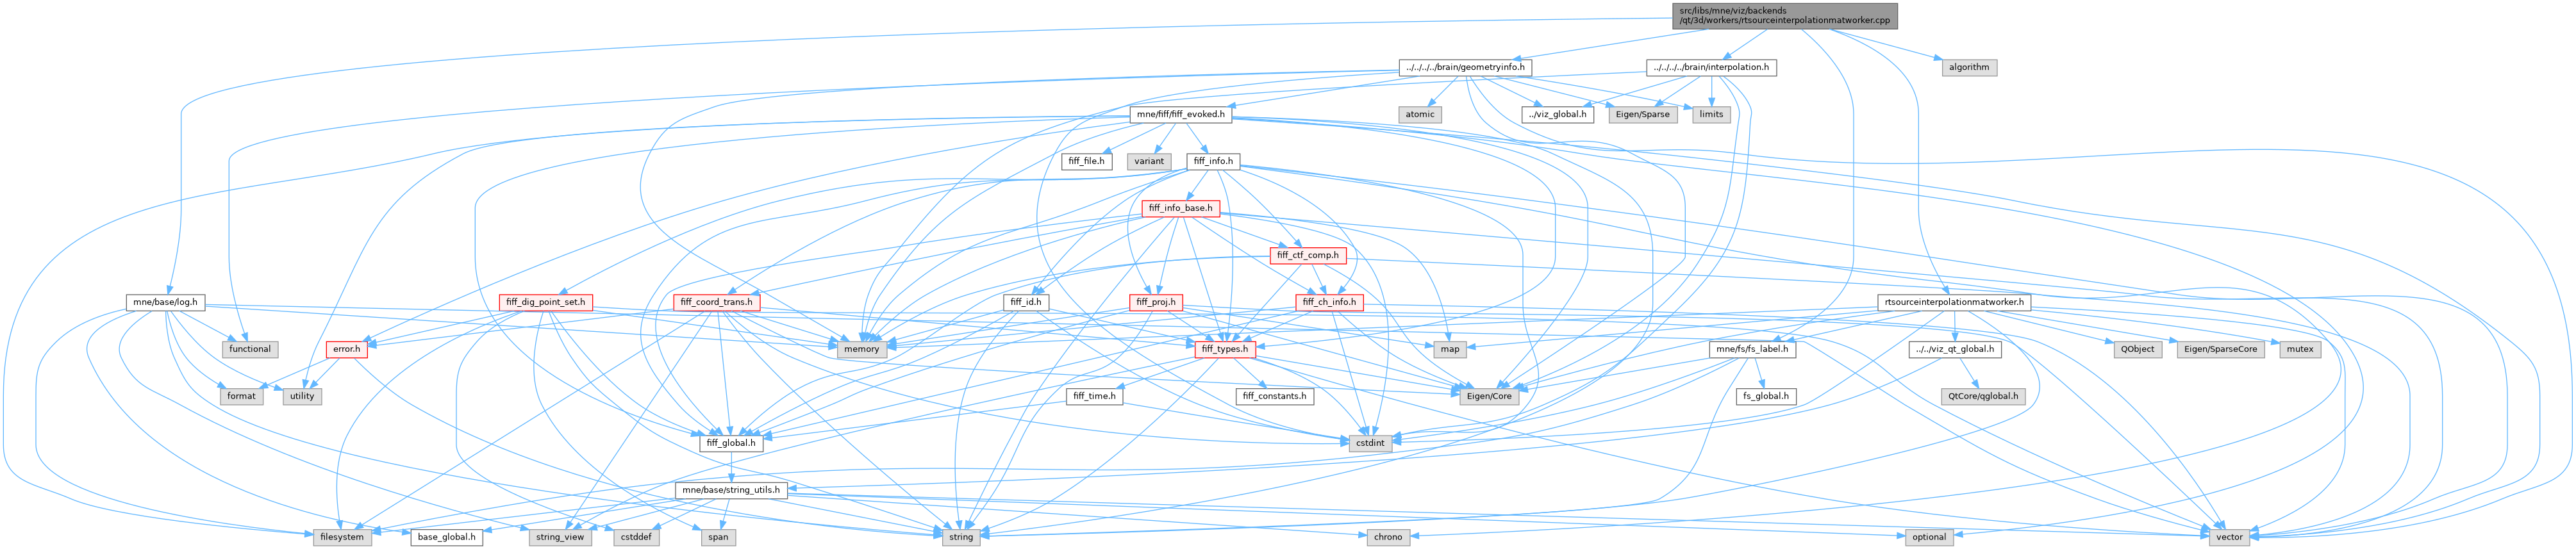 src/libs/mne/viz/backends
/qt/3d/workers/rtsourceinterpolationmatworker.cpp
../../../../brain/geometryinfo.h
../../../../brain/interpolation.h
algorithm
atomic
mne/fiff/fiff_evoked.h
../viz_global.h
Eigen/Sparse
limits
fiff_file.h
variant
fiff_info.h
fiff_info_base.h
fiff_ctf_comp.h
mne/base/log.h
fiff_dig_point_set.h
fiff_coord_trans.h
fiff_id.h
fiff_proj.h
fiff_ch_info.h
rtsourceinterpolationmatworker.h
functional
error.h
memory
fiff_types.h
map
mne/fs/fs_label.h
../../viz_qt_global.h
QObject
Eigen/SparseCore
mutex
format
utility
fiff_time.h
fiff_constants.h
Eigen/Core
fs_global.h
QtCore/qglobal.h
fiff_global.h
cstdint
mne/base/string_utils.h
filesystem
base_global.h
string_view
cstddef
span
string
chrono
optional
vector